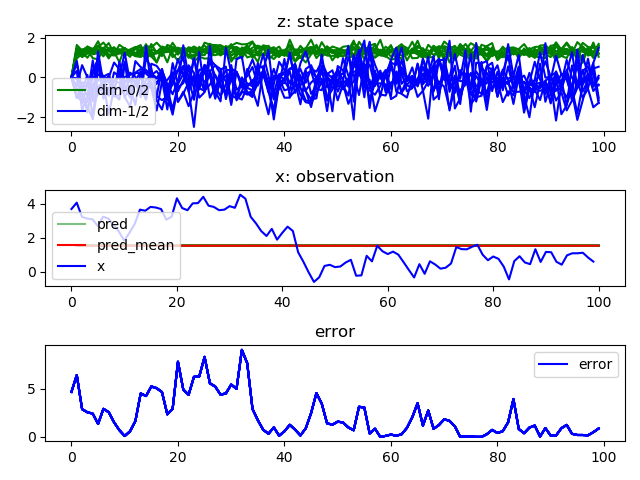 z: state space
2
0
−2
dim-0/2
dim-1/2
0 20 40 60 80 100
x: observation
4
2
0
pred
pred_mean
x
0 20 40 60 80 100
error
5
0
error
0 20 40 60 80 100